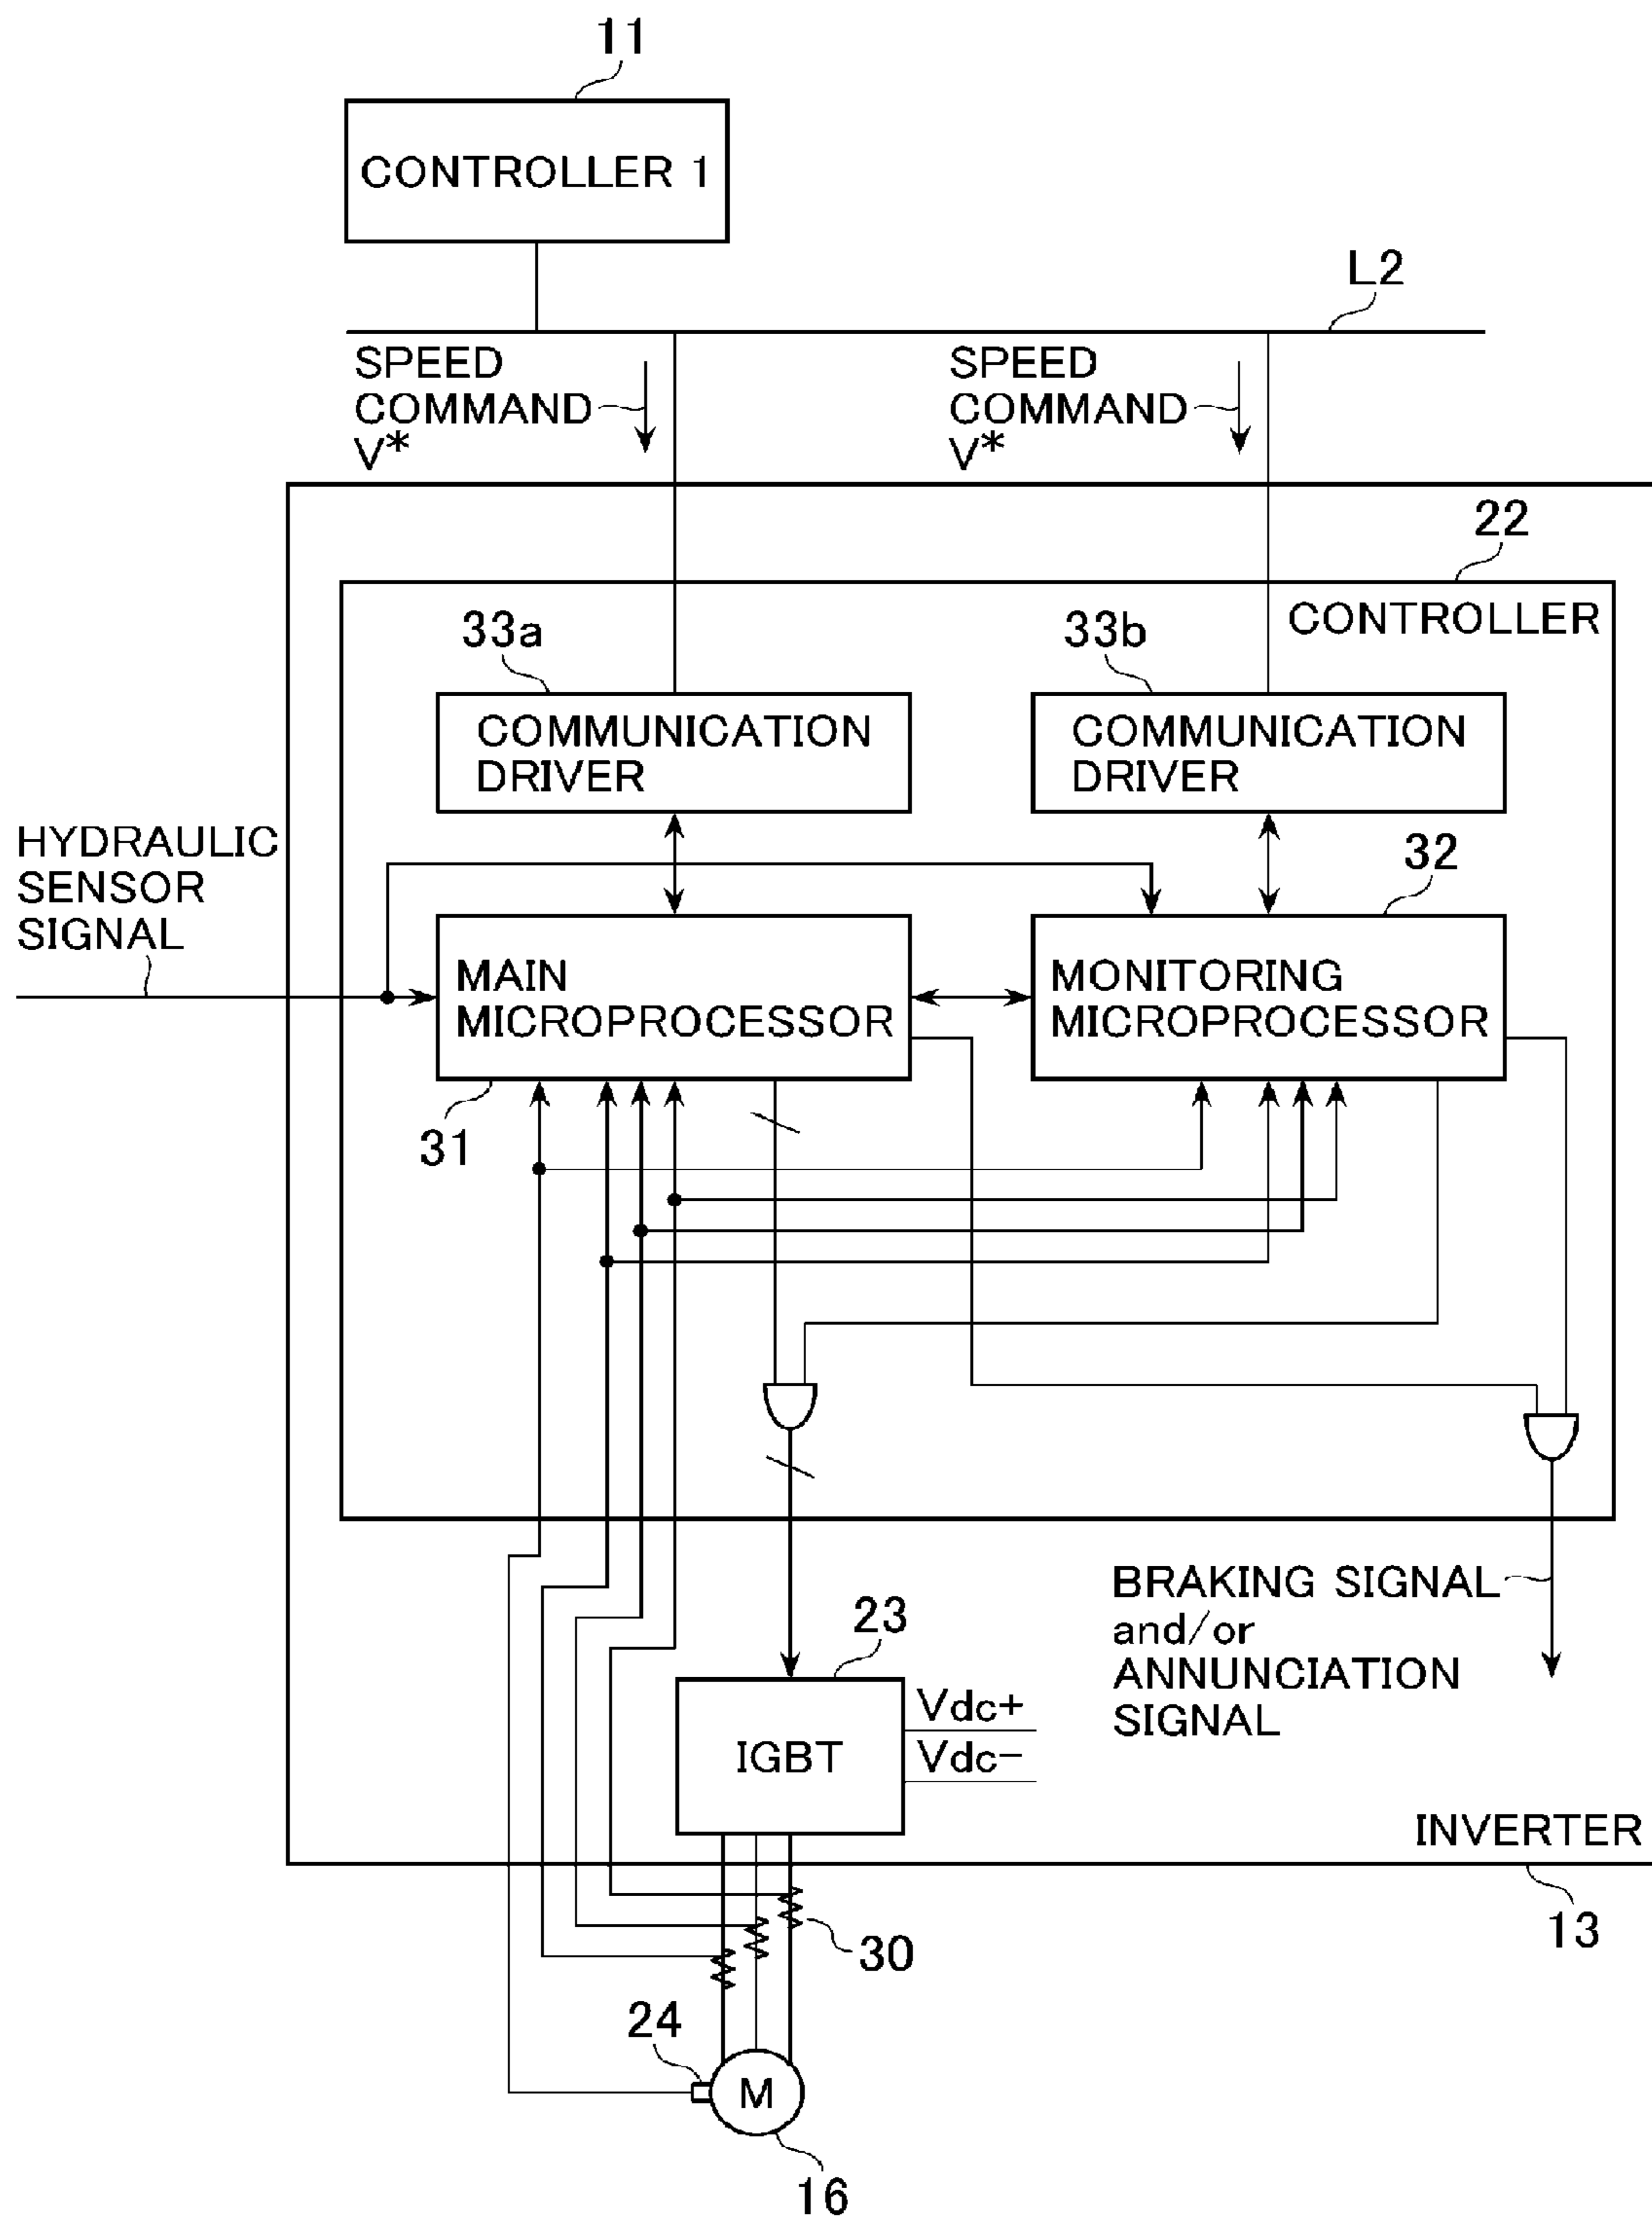 11
CONTROLLER 1
L2
SPEED
COMMAND
V*
SPEED
COMMAND
V*
22
CONTROLLER
33a
33b
COMMUNICATION
DRIVER
COMMUNICATION
DRIVER
HYDRAULIC
SENSOR
SIGNAL
32
MAIN
MICROPROCESSOR
MONITORING
MICROPROCESSOR
31
BRAKING SIGNAL
and/or
ANNUNCIATION
SIGNAL
23
IGBT
Vdc+
Vdc−
INVERTER
13
30
24
M
16